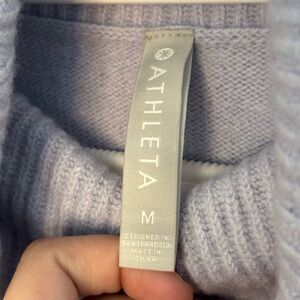 ATHLETA
M
DESIGNED IN
SAN FRANCISCO
MADE IN
CHINA